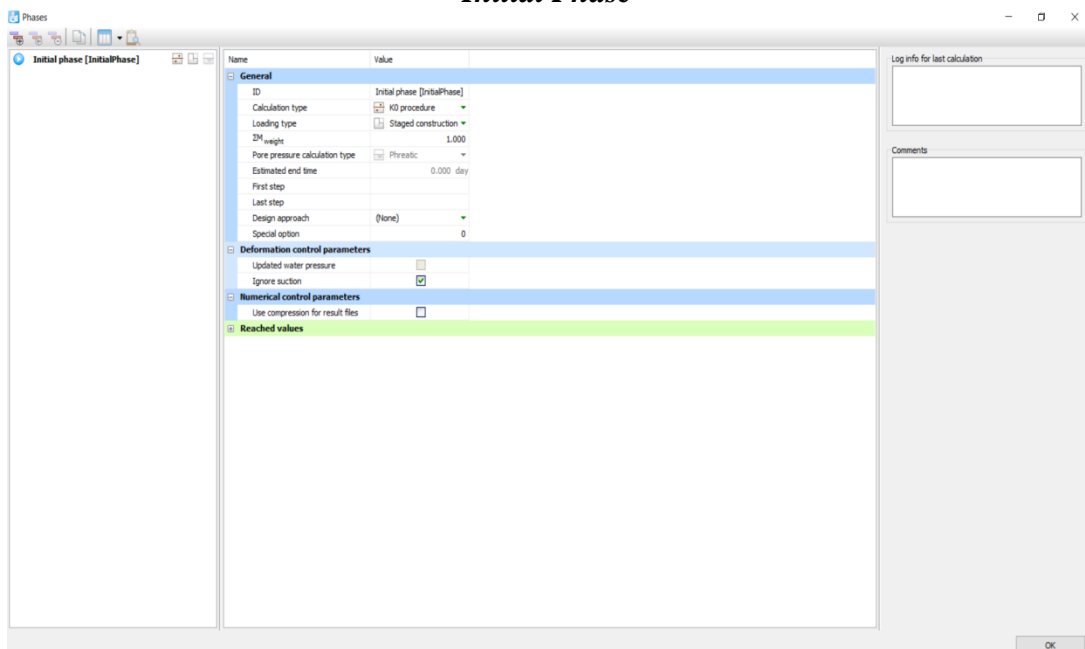 Initial Phase
Phases
Initial phase [InitialPhase]
Name Value
General
ID Initial phase [InitialPhase]
Calculation type K0 procedure
Loading type Staged construction
ΣM weight 1.000
Pore pressure calculation type Phreatic
Estimated end time 0.000 day
First step
Last step
Design approach (None)
Special option 0
Deformation control parameters
Updated water pressure
Ignore suction
Numerical control parameters
Use compression for result files
Reached values
Log info for last calculation
Comments
OK